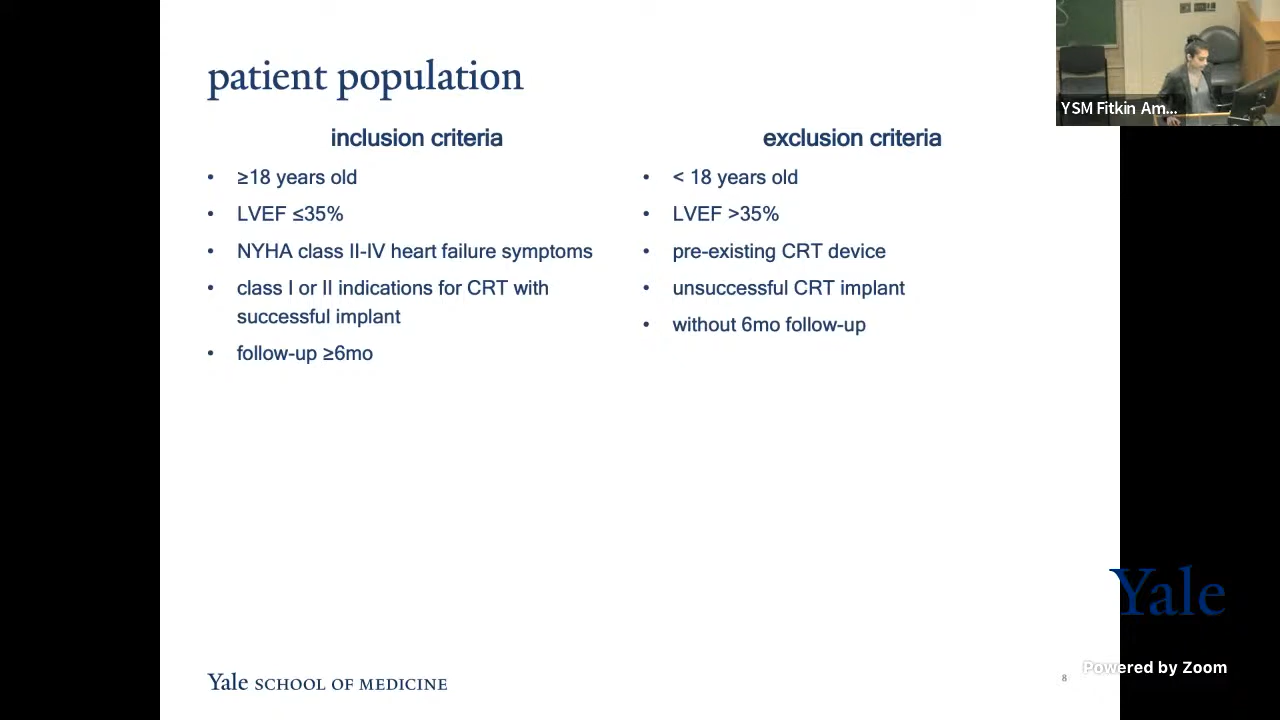 patient population
inclusion criteria
• ≥18 years old
• LVEF ≤35%
• NYHA class II-IV heart failure symptoms
• class I or II indications for CRT with
successful implant
• follow-up ≥6mo
exclusion criteria
• < 18 years old
• LVEF >35%
• pre-existing CRT device
• unsuccessful CRT implant
• without 6mo follow-up
YSM Fitkin Am...
Yale
Yale SCHOOL OF MEDICINE
8
Powered by Zoom